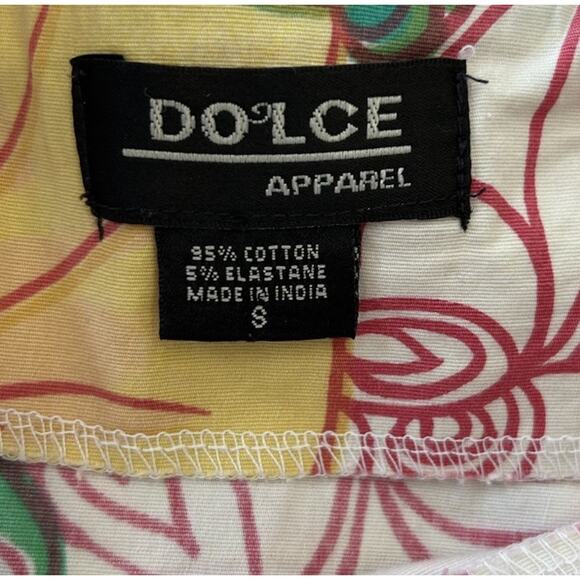 DOLCE
APPAREL
95% COTTON
5% ELASTANE
MADE IN INDIA
S